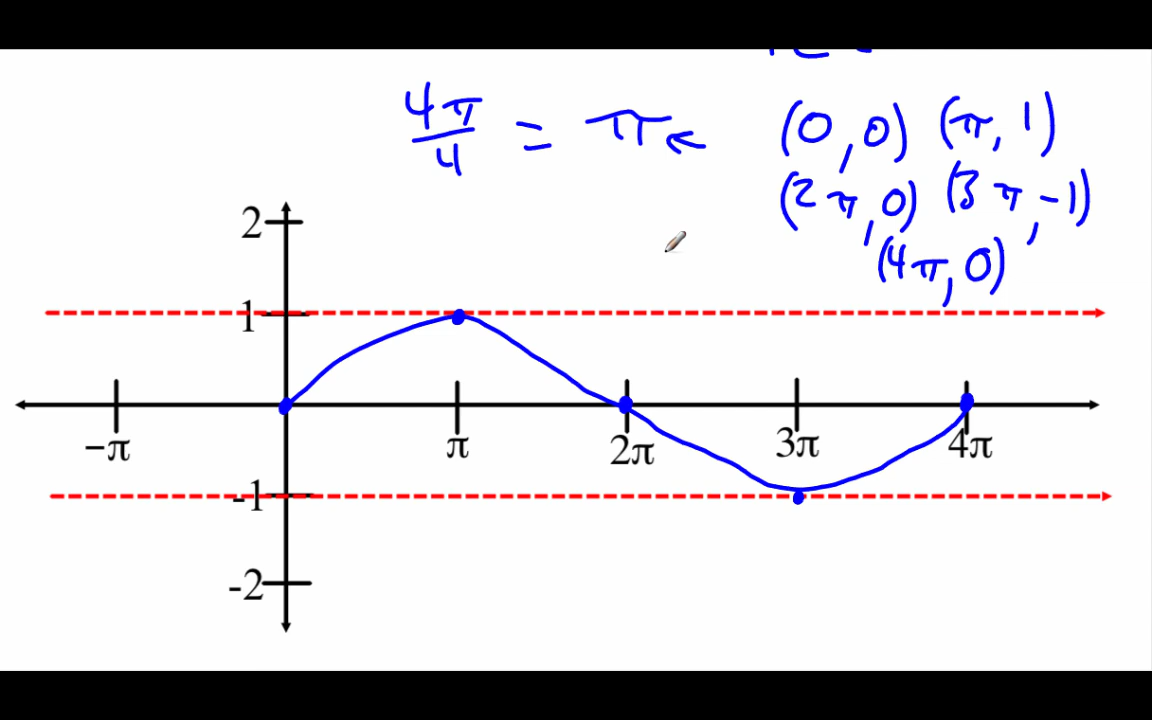 4π/4 = π ← (0,0) (π,1)
(2π,0) (3π,-1)
(4π,0)
2
1
−π π 2π 3π 4π
-1
-2